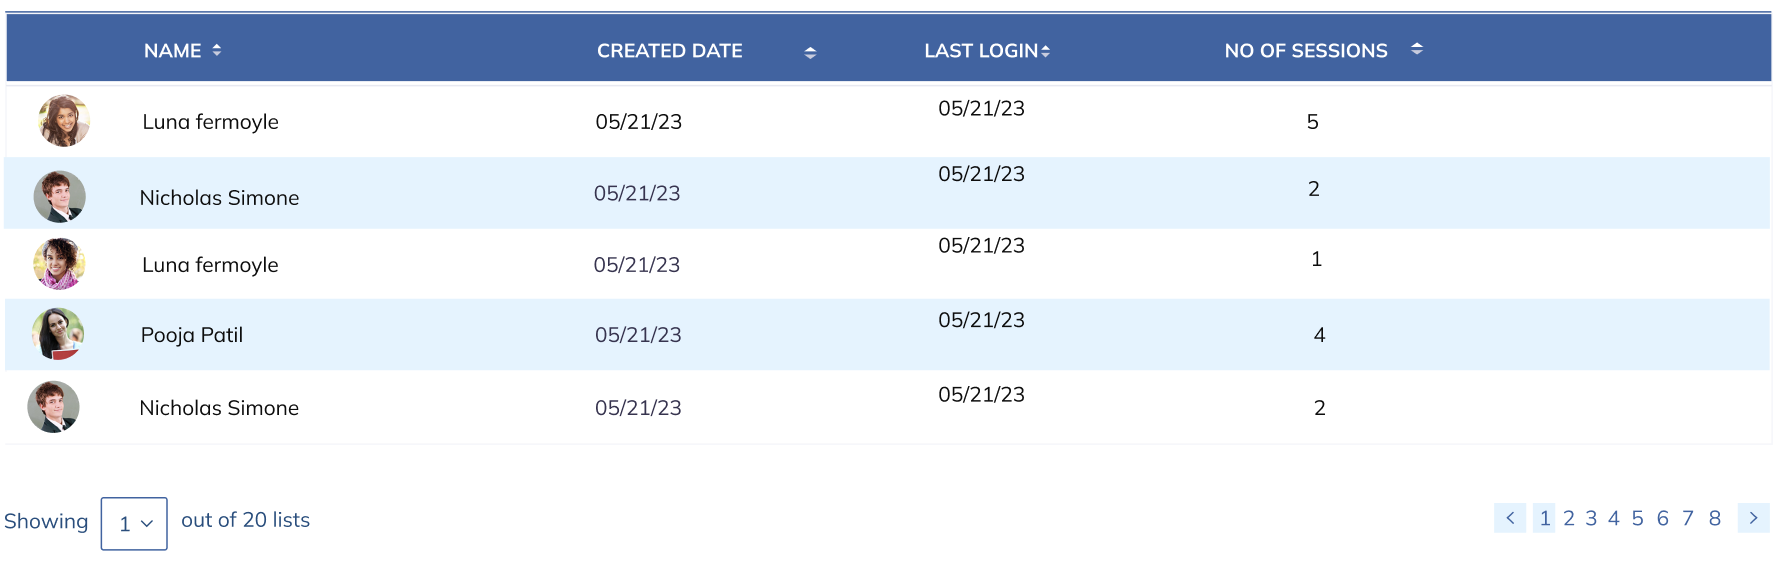 NAME CREATED DATE LAST LOGIN NO OF SESSIONS
Luna fermoyle 05/21/23 05/21/23 5
Nicholas Simone 05/21/23 05/21/23 2
Luna fermoyle 05/21/23 05/21/23 1
Pooja Patil 05/21/23 05/21/23 4
Nicholas Simone 05/21/23 05/21/23 2
Showing 1 out of 20 lists < 1 2 3 4 5 6 7 8 >